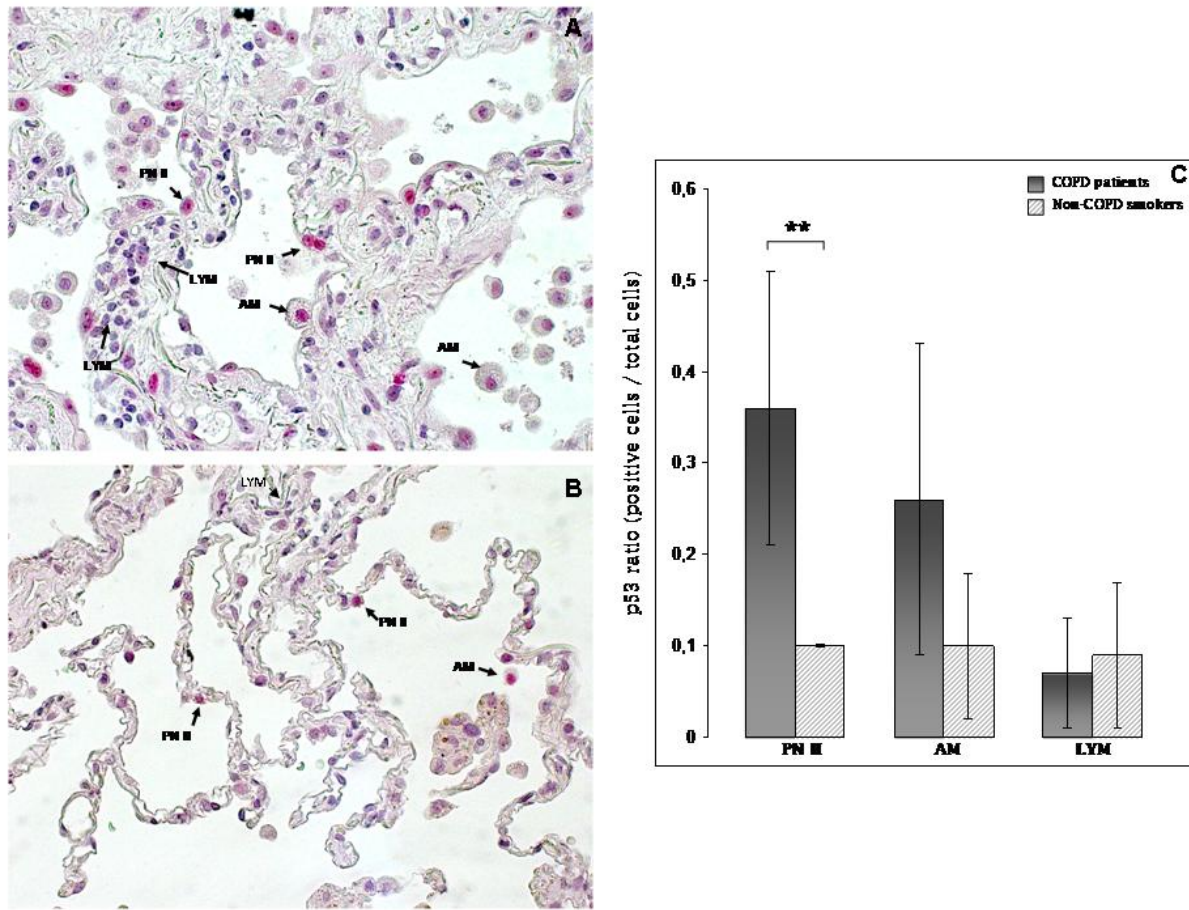 A
PN II
PN II
LYM
AM
AM
LYM
B
LYM
PN II
AM
PN II
C
COPD patients
Non-COPD smokers
**
p53 ratio (positive cells / total cells)
0,6
0,5
0,4
0,3
0,2
0,1
0
PN II AM LYM